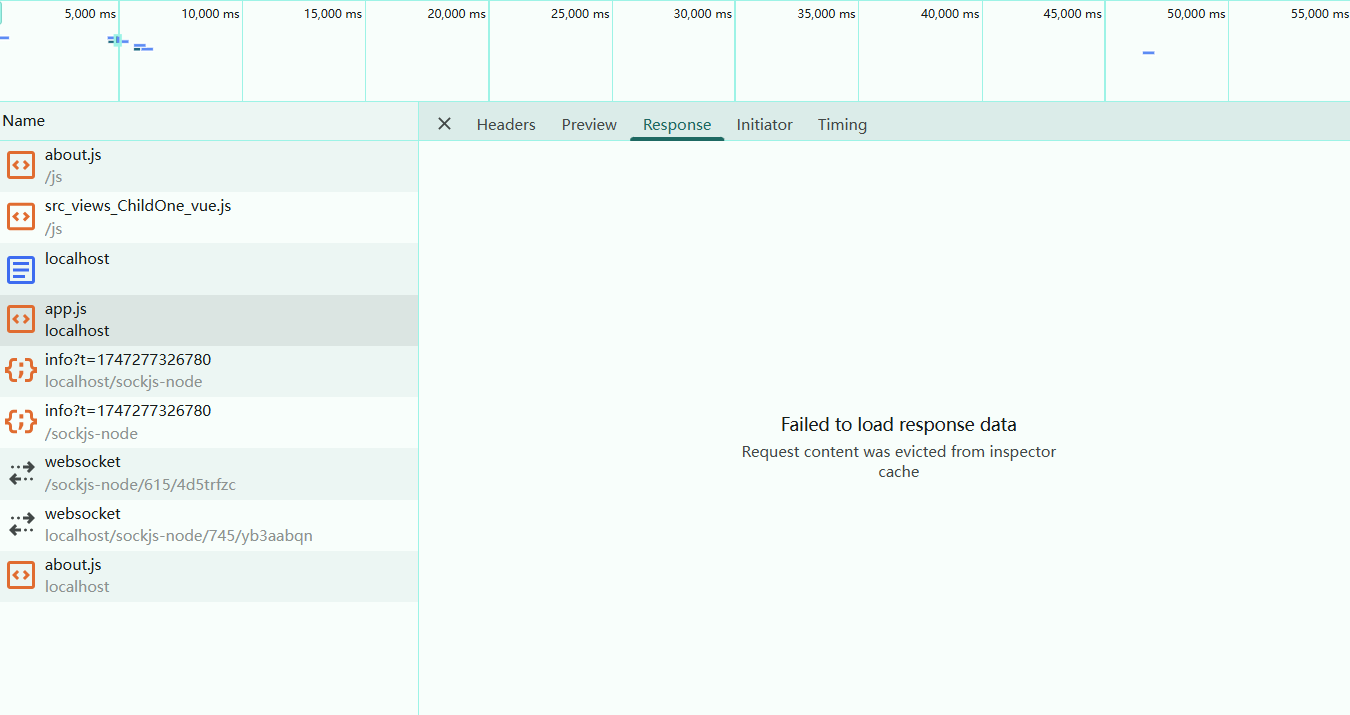 5,000 ms 10,000 ms 15,000 ms 20,000 ms 25,000 ms 30,000 ms 35,000 ms 40,000 ms 45,000 ms 50,000 ms 55,000 ms
Name
Headers Preview Response Initiator Timing
about.js
/js
src_views_ChildOne_vue.js
/js
localhost
app.js
localhost
info?t=1747277326780
localhost/sockjs-node
info?t=1747277326780
/sockjs-node
websocket
/sockjs-node/615/4d5trfzc
websocket
localhost/sockjs-node/745/yb3aabqn
about.js
localhost
Failed to load response data
Request content was evicted from inspector
cache